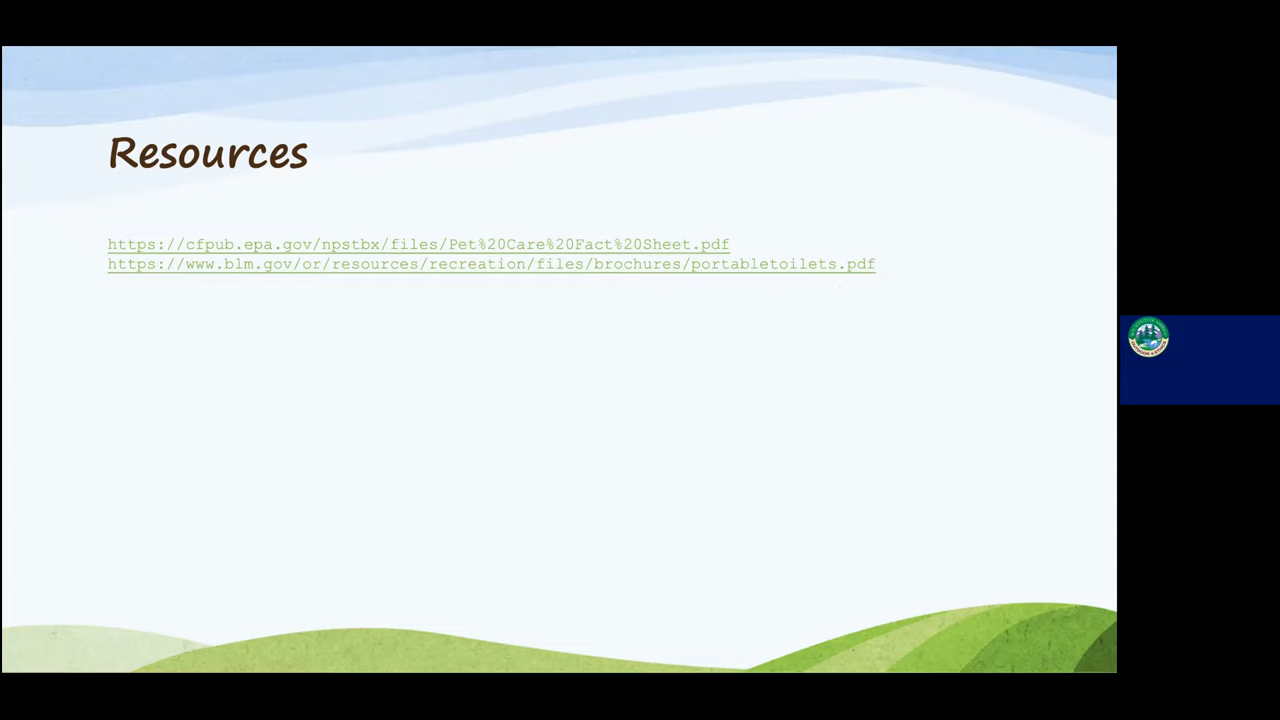 Resources
https://cfpub.epa.gov/npstbx/files/Pet%20Care%20Fact%20Sheet.pdf
https://www.blm.gov/or/resources/recreation/files/brochures/portabletoilets.pdf